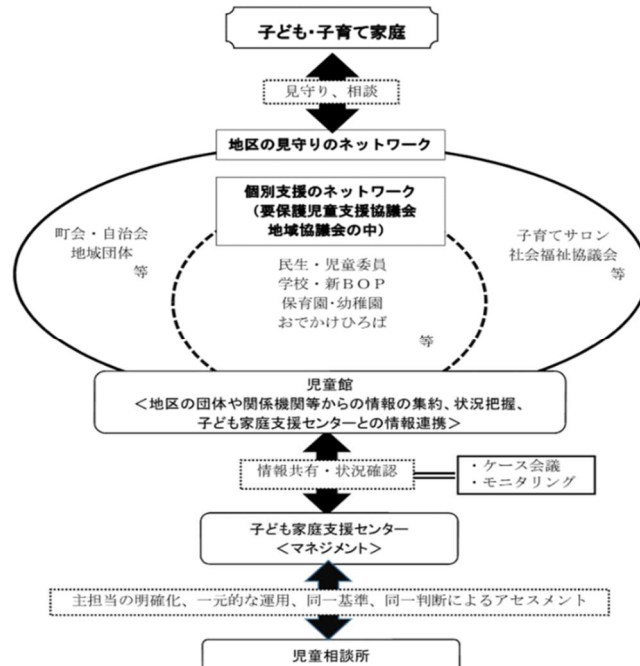 子ども・子育て家庭
見守り、相談
地区の見守りのネットワーク
個別支援のネットワーク
(要保護児童支援協議会
地域協議会の中)
町会・自治会
地域団体
等
民生・児童委員
学校・新BOP
保育園・幼稚園
おでかけひろば
等
子育てサロン
社会福祉協議会
等
児童館
<地区の団体や関係機関等からの情報の集約、状況把握、
子ども家庭支援センターとの情報連携>
情報共有・状況確認
・ケース会議
・モニタリング
子ども家庭支援センター
<マネジメント>
主担当の明確化、一元的な運用、同一基準、同一判断によるアセスメント
児童相談所